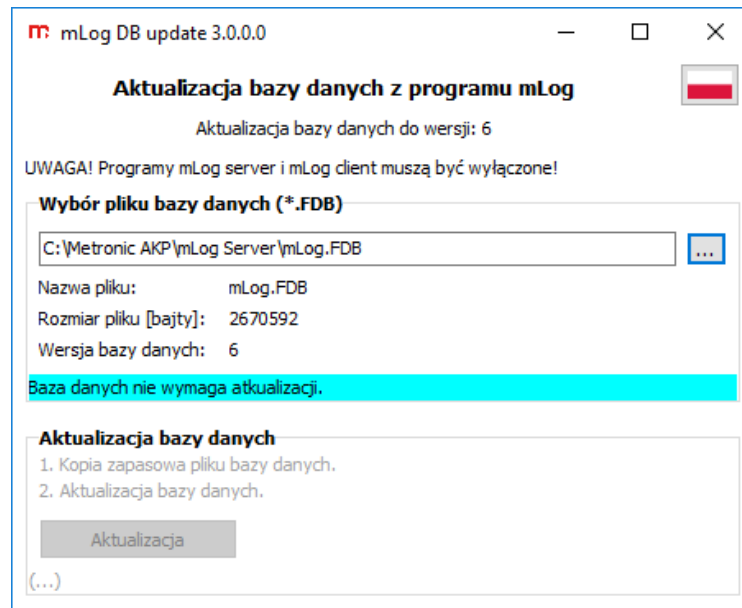 mLog DB update 3.0.0.0
Aktualizacja bazy danych z programu mLog
Aktualizacja bazy danych do wersji: 6
UWAGA! Programy mLog server i mLog client muszą być wyłączone!
Wybór pliku bazy danych (*.FDB)
C:\Metronic AKP\mLog Server\mLog.FDB
...
Nazwa pliku: mLog.FDB
Rozmiar pliku [bajty]: 2670592
Wersja bazy danych: 6
Baza danych nie wymaga atkualizacji.
Aktualizacja bazy danych
1. Kopia zapasowa pliku bazy danych.
2. Aktualizacja bazy danych.
Aktualizacja
(...)